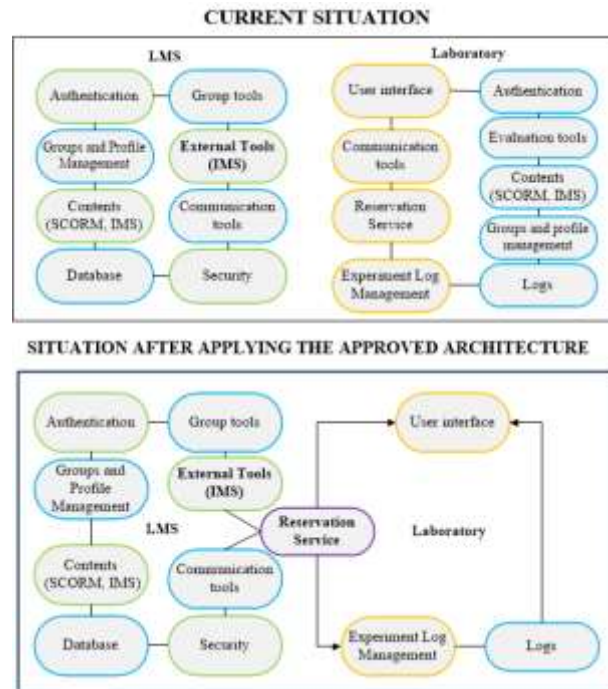 CURRENT SITUATION
LMS
Laboratory
Authentication
Group tools
Groups and Profile
Management
External Tools
(IMS)
Contents
(SCORM, IMS)
Communication
tools
Database
Security
User interface
Authentication
Communication
tools
Evaluation tools
Reservation
Service
Contents
(SCORM, IMS)
Groups and profile
management
Experiment Log
Management
Logs
SITUATION AFTER APPLYING THE APPROVED ARCHITECTURE
Authentication
Group tools
Groups and
Profile
Management
External Tools
(IMS)
LMS
Contents
(SCORM, IMS)
Communication
tools
Database
Security
Reservation
Service
User interface
Laboratory
Experiment Log
Management
Logs